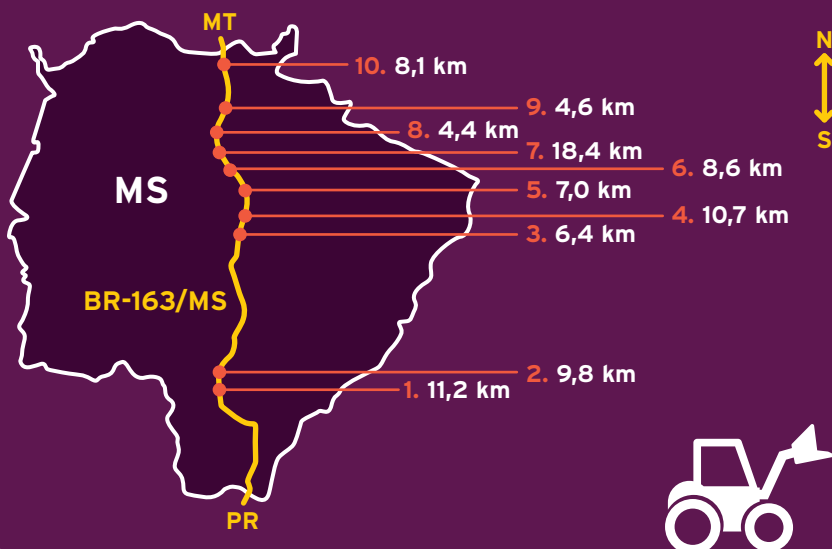 MT
N
10. 8,1 km
9. 4,6 km
8. 4,4 km
S
7. 18,4 km
6. 8,6 km
MS
5. 7,0 km
4. 10,7 km
3. 6,4 km
BR-163/MS
2. 9,8 km
1. 11,2 km
PR